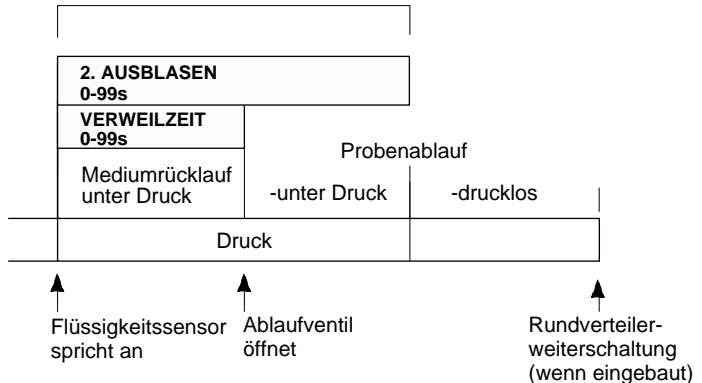 2. AUSBLASEN
0-99s
VERWEILZEIT
0-99s
Probenablauf
Mediumrücklauf
unter Druck
-unter Druck
-drucklos
Druck
Flüssigkeitssensor
spricht an
Ablaufventil
öffnet
Rundverteiler-
weiterschaltung
(wenn eingebaut)